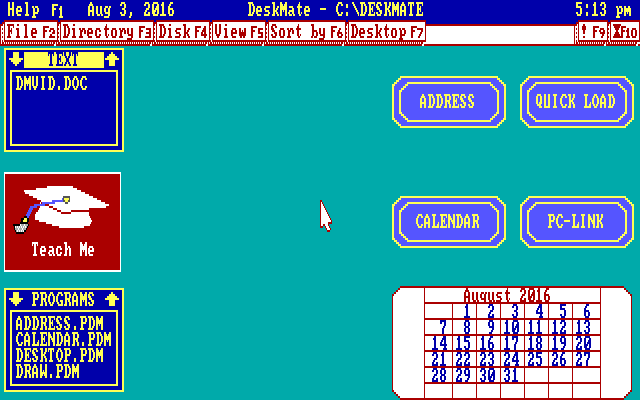 Help F1 Aug 3, 2016 DeskMate - C:\DESKMATE 5:13 pm
File F2 Directory F3 Disk F4 View F5 Sort by F6 Desktop F7 ! F9 F10
TEXT
DMVID.DOC
ADDRESS
QUICK LOAD
Teach Me
CALENDAR
PC-LINK
PROGRAMS
ADDRESS.PDM
CALENDAR.PDM
DESKTOP.PDM
DRAW.PDM
August 2016
1 2 3 4 5 6
7 8 9 10 11 12 13
14 15 16 17 18 19 20
21 22 23 24 25 26 27
28 29 30 31